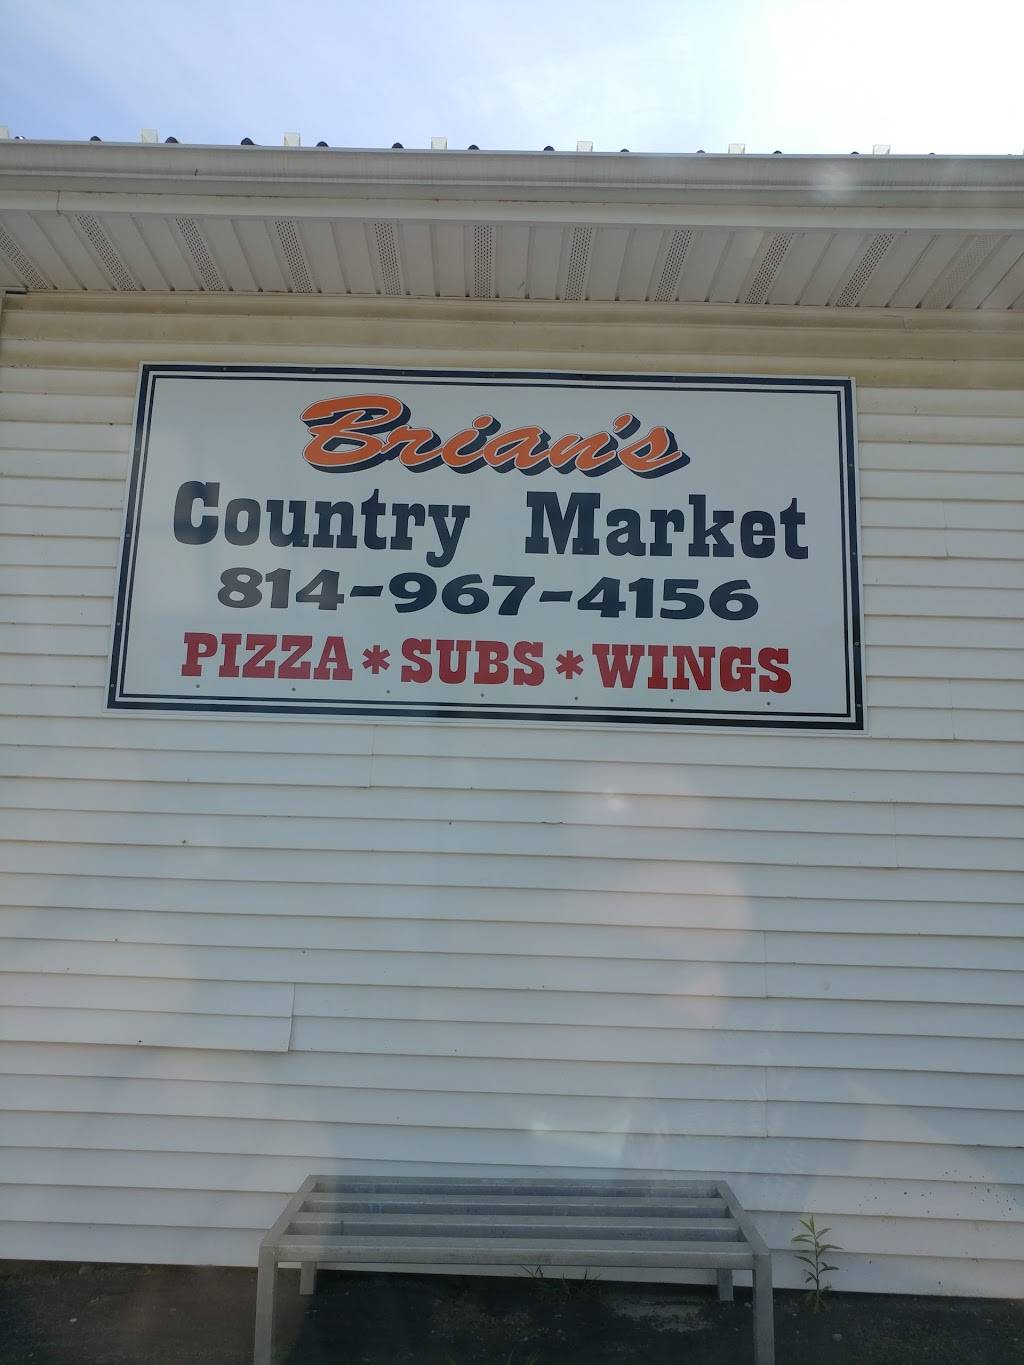 Brian's
Country Market
814-967-4156
PIZZA*SUBS*WINGS